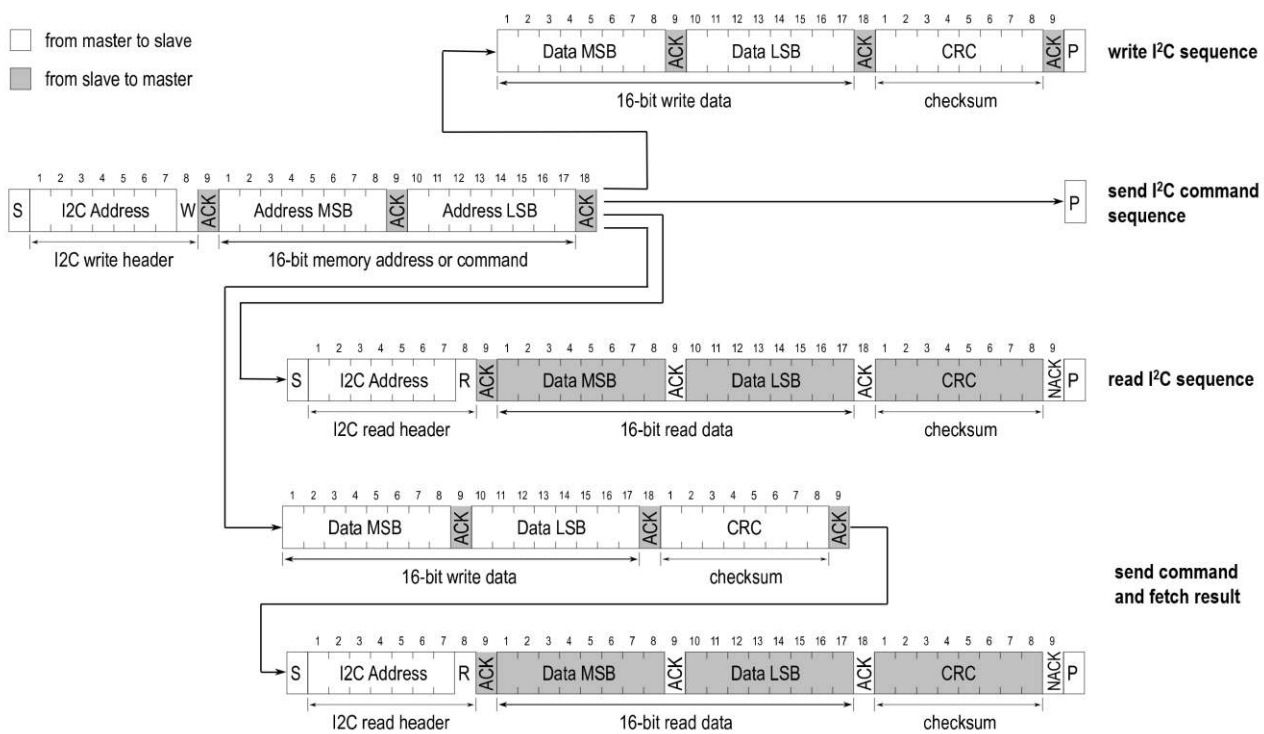 from master to slave
from slave to master
1 2 3 4 5 6 7 8 9 10 11 12 13 14 15 16 17 18 1 2 3 4 5 6 7 8 9
Data MSB ACK Data LSB ACK CRC ACK P
write I²C sequence
16-bit write data checksum
1 2 3 4 5 6 7 8 9 1 2 3 4 5 6 7 8 9 10 11 12 13 14 15 16 17 18
S I2C Address W ACK Address MSB ACK Address LSB ACK
P
send I²C command
sequence
I2C write header 16-bit memory address or command
1 2 3 4 5 6 7 8 9 1 2 3 4 5 6 7 8 9 10 11 12 13 14 15 16 17 18 1 2 3 4 5 6 7 8 9
S I2C Address R ACK Data MSB ACK Data LSB ACK CRC NACK P
read I²C sequence
I2C read header 16-bit read data checksum
1 2 3 4 5 6 7 8 9 10 11 12 13 14 15 16 17 18 1 2 3 4 5 6 7 8 9
Data MSB ACK Data LSB ACK CRC ACK
16-bit write data checksum
send command
and fetch result
1 2 3 4 5 6 7 8 9 1 2 3 4 5 6 7 8 9 10 11 12 13 14 15 16 17 18 1 2 3 4 5 6 7 8 9
S I2C Address R ACK Data MSB ACK Data LSB ACK CRC NACK P
I2C read header 16-bit read data checksum